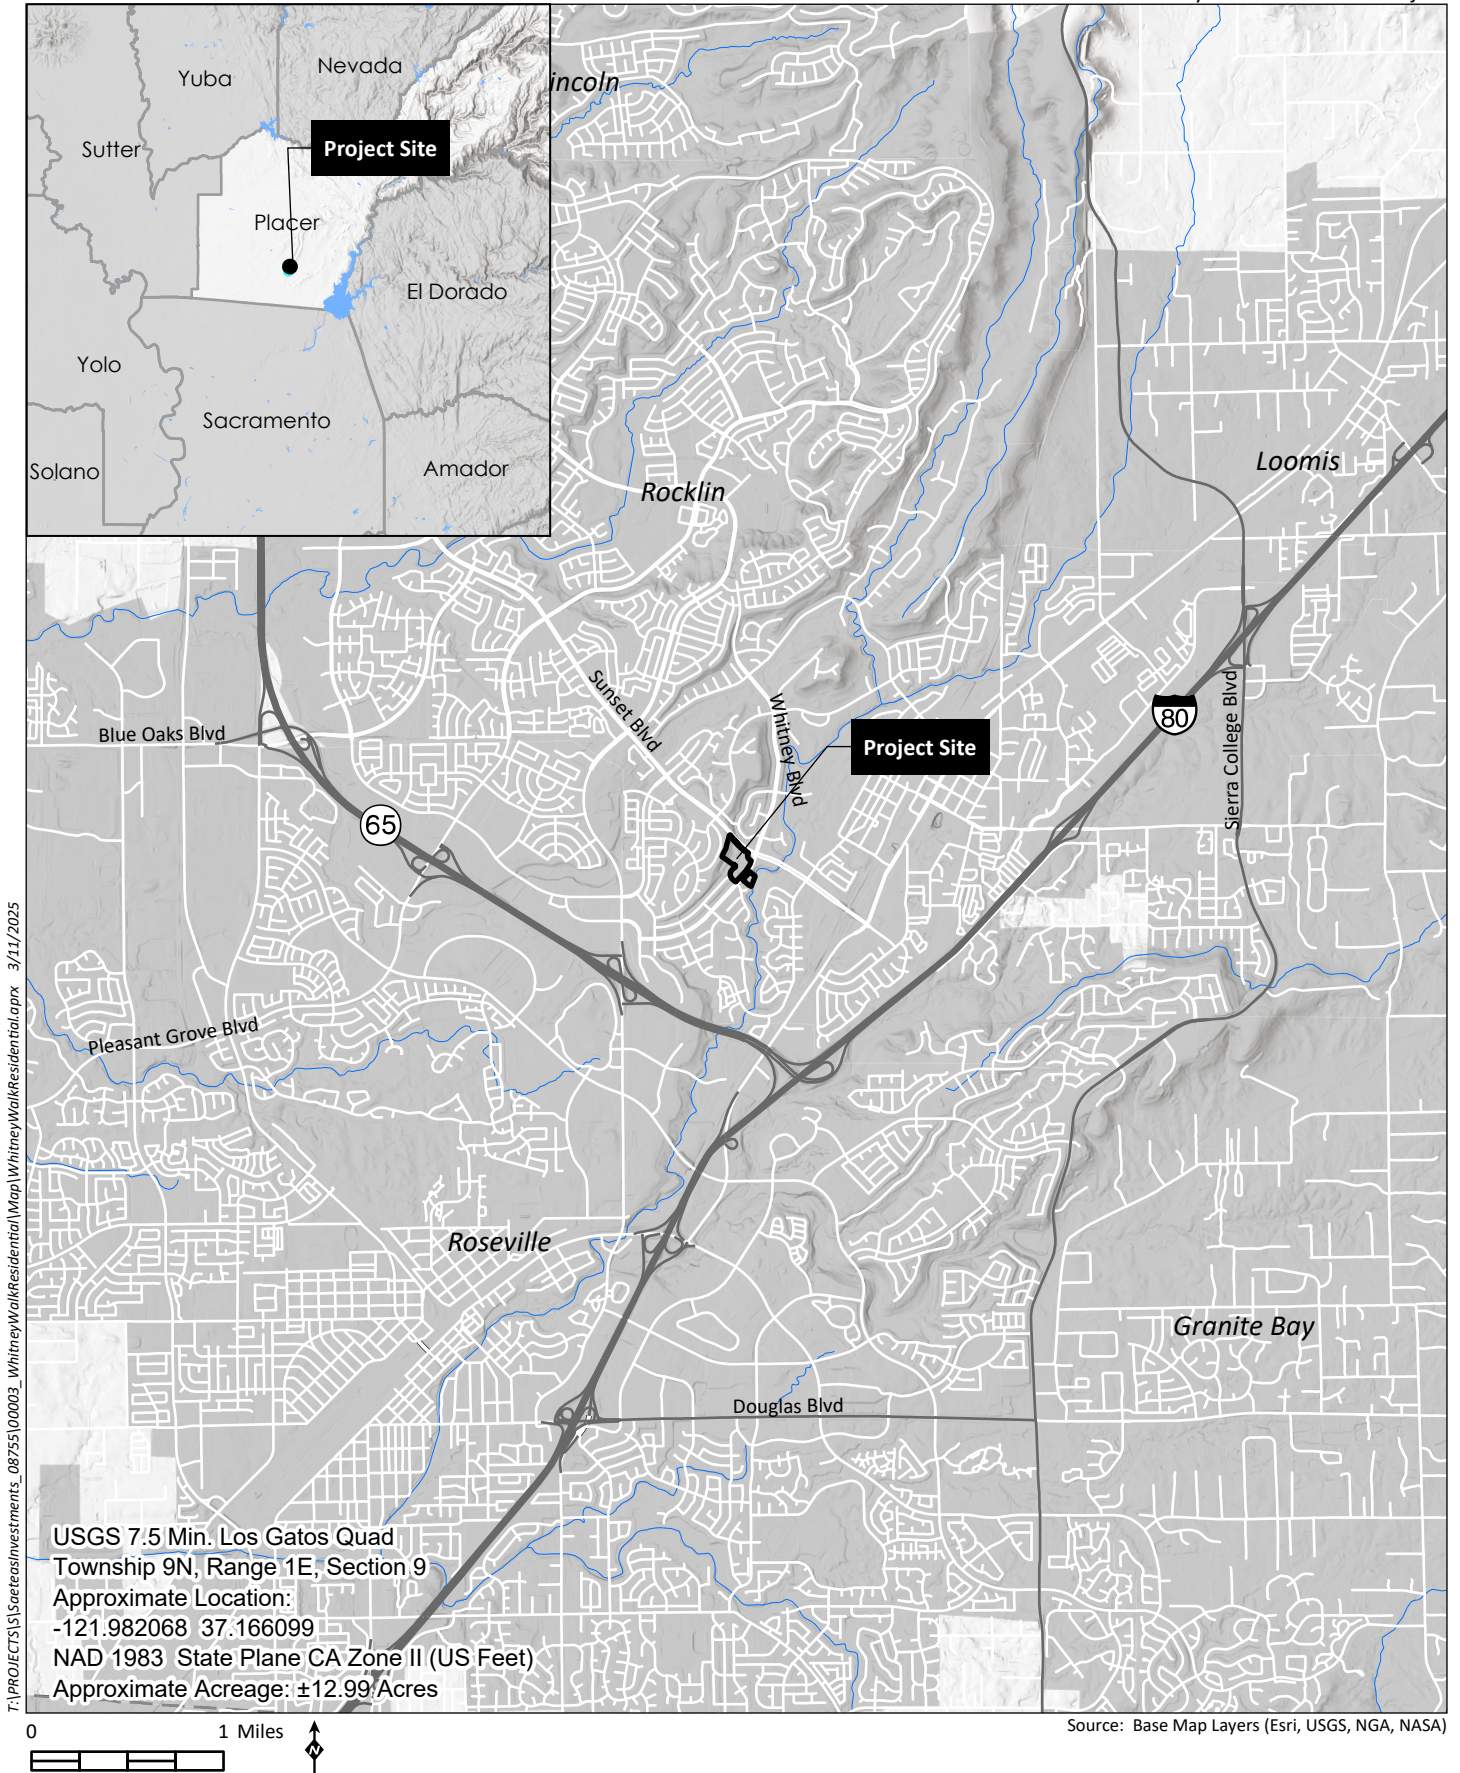 Yuba
Nevada
Sutter
Project Site
Placer
El Dorado
Yolo
Sacramento
Solano
Amador
incoln
Loomis
Rocklin
Sunset Blvd
Whitney Blvd
Project Site
80
Sierra College Blvd
Blue Oaks Blvd
65
Pleasant Grove Blvd
Roseville
Granite Bay
Douglas Blvd
USGS 7.5 Min. Los Gatos Quad
Township 9N, Range 1E, Section 9
Approximate Location:
-121.982068 37.166099
NAD 1983 State Plane CA Zone II (US Feet)
Approximate Acreage: ±12.99 Acres
T:\PROJECTS\S\SaeteasInvestments_08755\00003_WhitneyWalkResidential\Map\WhitneyWalkResidential.aprx 3/11/2025
0 1 Miles
N
Source: Base Map Layers (Esri, USGS, NGA, NASA)